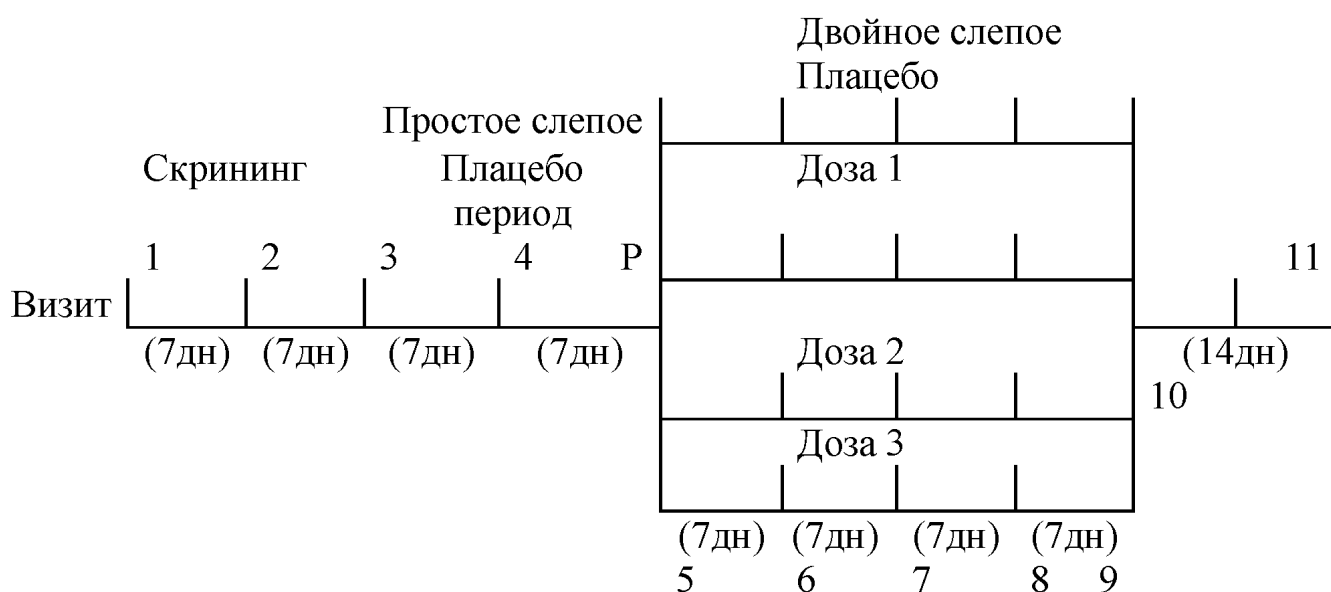 Двойное слепое
Плацебо
Простое слепое
Скрининг
Плацебо
период
Доза 1
1 2 3 4 Р
11
Визит
(7дн) (7дн) (7дн) (7дн)
Доза 2
(14дн)
10
Доза 3
(7дн) (7дн) (7дн) (7дн)
5 6 7 8 9